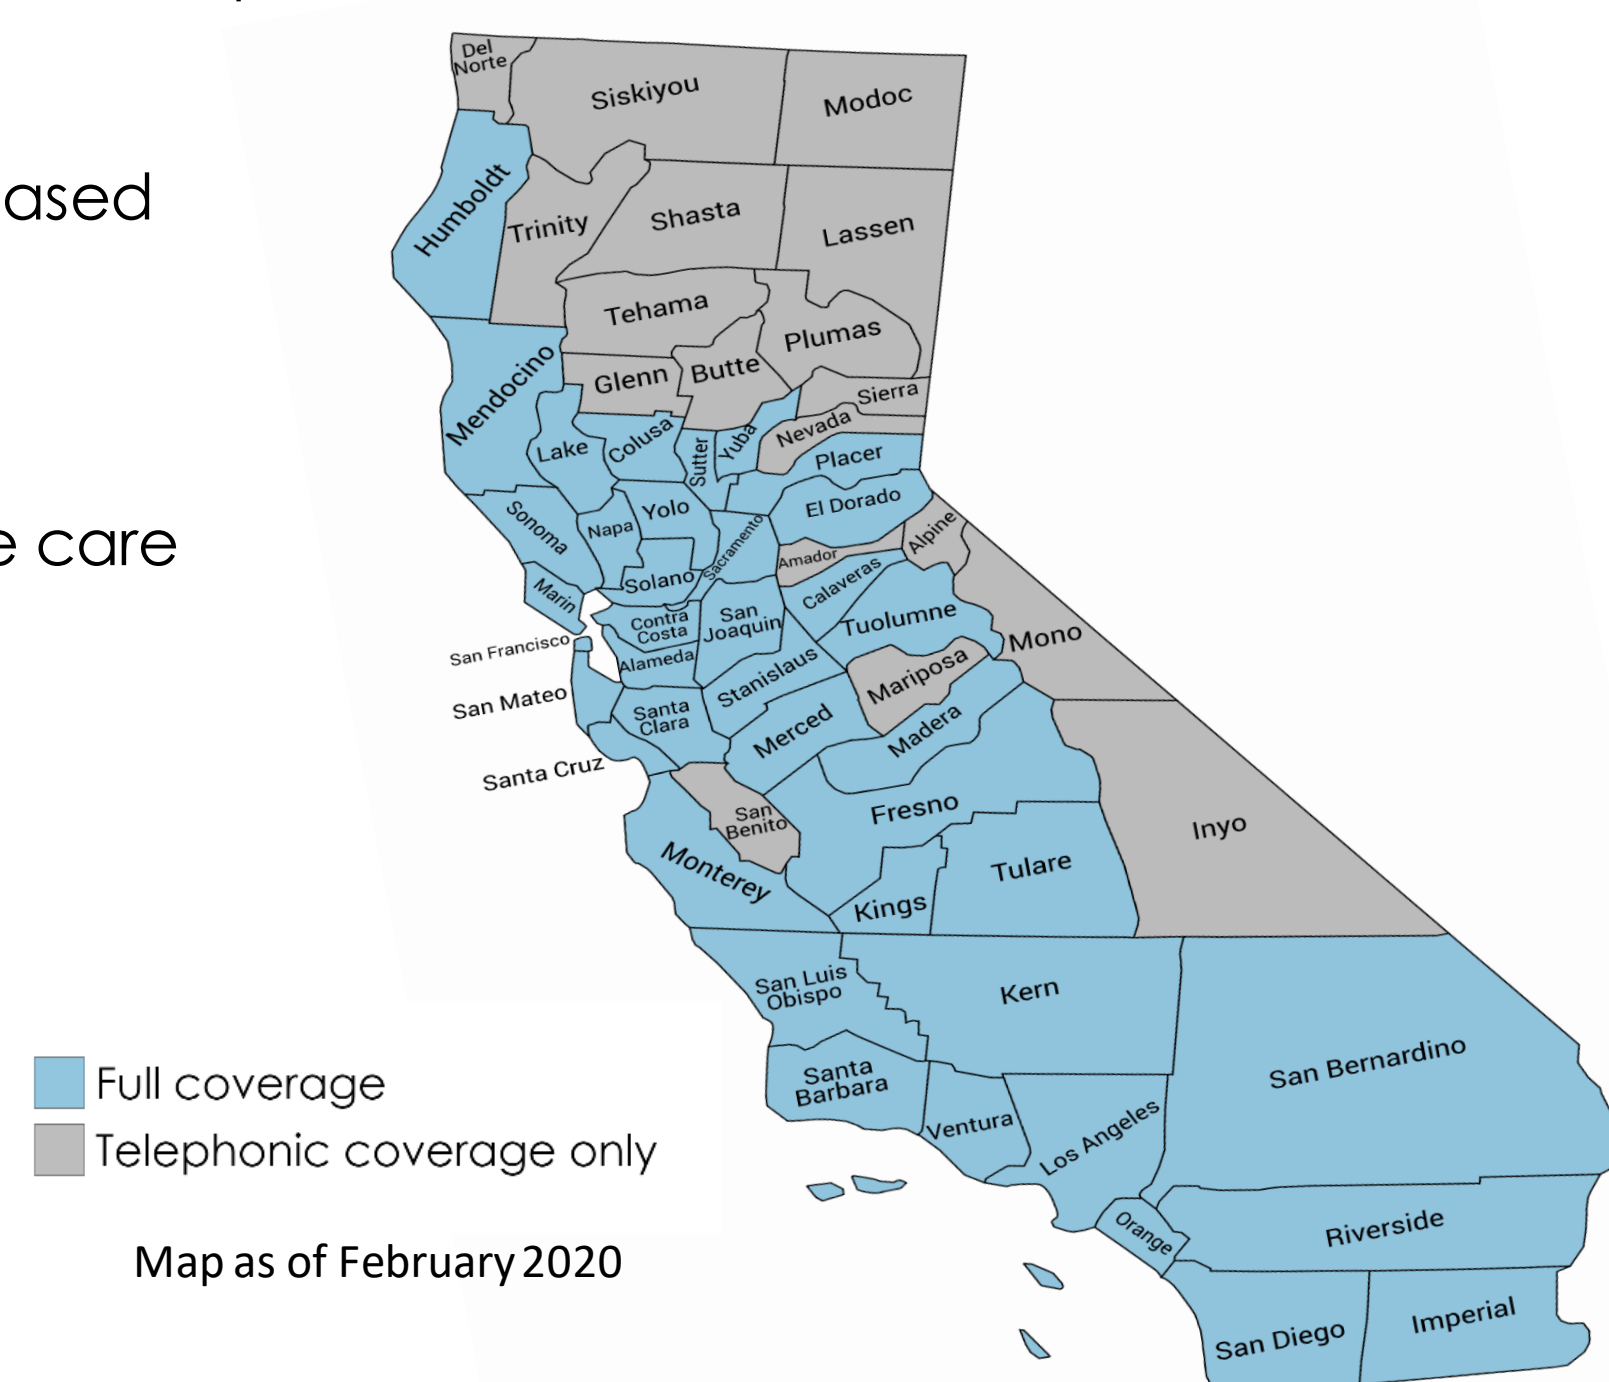 Del
Norte
Siskiyou
Modoc
ased
Humboldt
Trinity
Shasta
Lassen
Tehama
Plumas
Mendocino
Glenn
Butte
Sierra
Nevada
Lake
Colusa
Sutter
Yuba
Placer
El Dorado
Sonoma
Napa
Yolo
Sacramento
Alpine
e care
Amador
Marin
Solano
Calaveras
Contra
Costa
San
Joaquin
Tuolumne
Mono
San Francisco
Alameda
Stanislaus
Mariposa
San Mateo
Santa
Clara
Merced
Madera
Santa Cruz
San
Benito
Fresno
Inyo
Monterey
Kings
Tulare
San Luis
Obispo
Kern
San Bernardino
Santa
Barbara
Ventura
Los Angeles
Full coverage
Telephonic coverage only
Orange
Riverside
Map as of February 2020
San Diego
Imperial